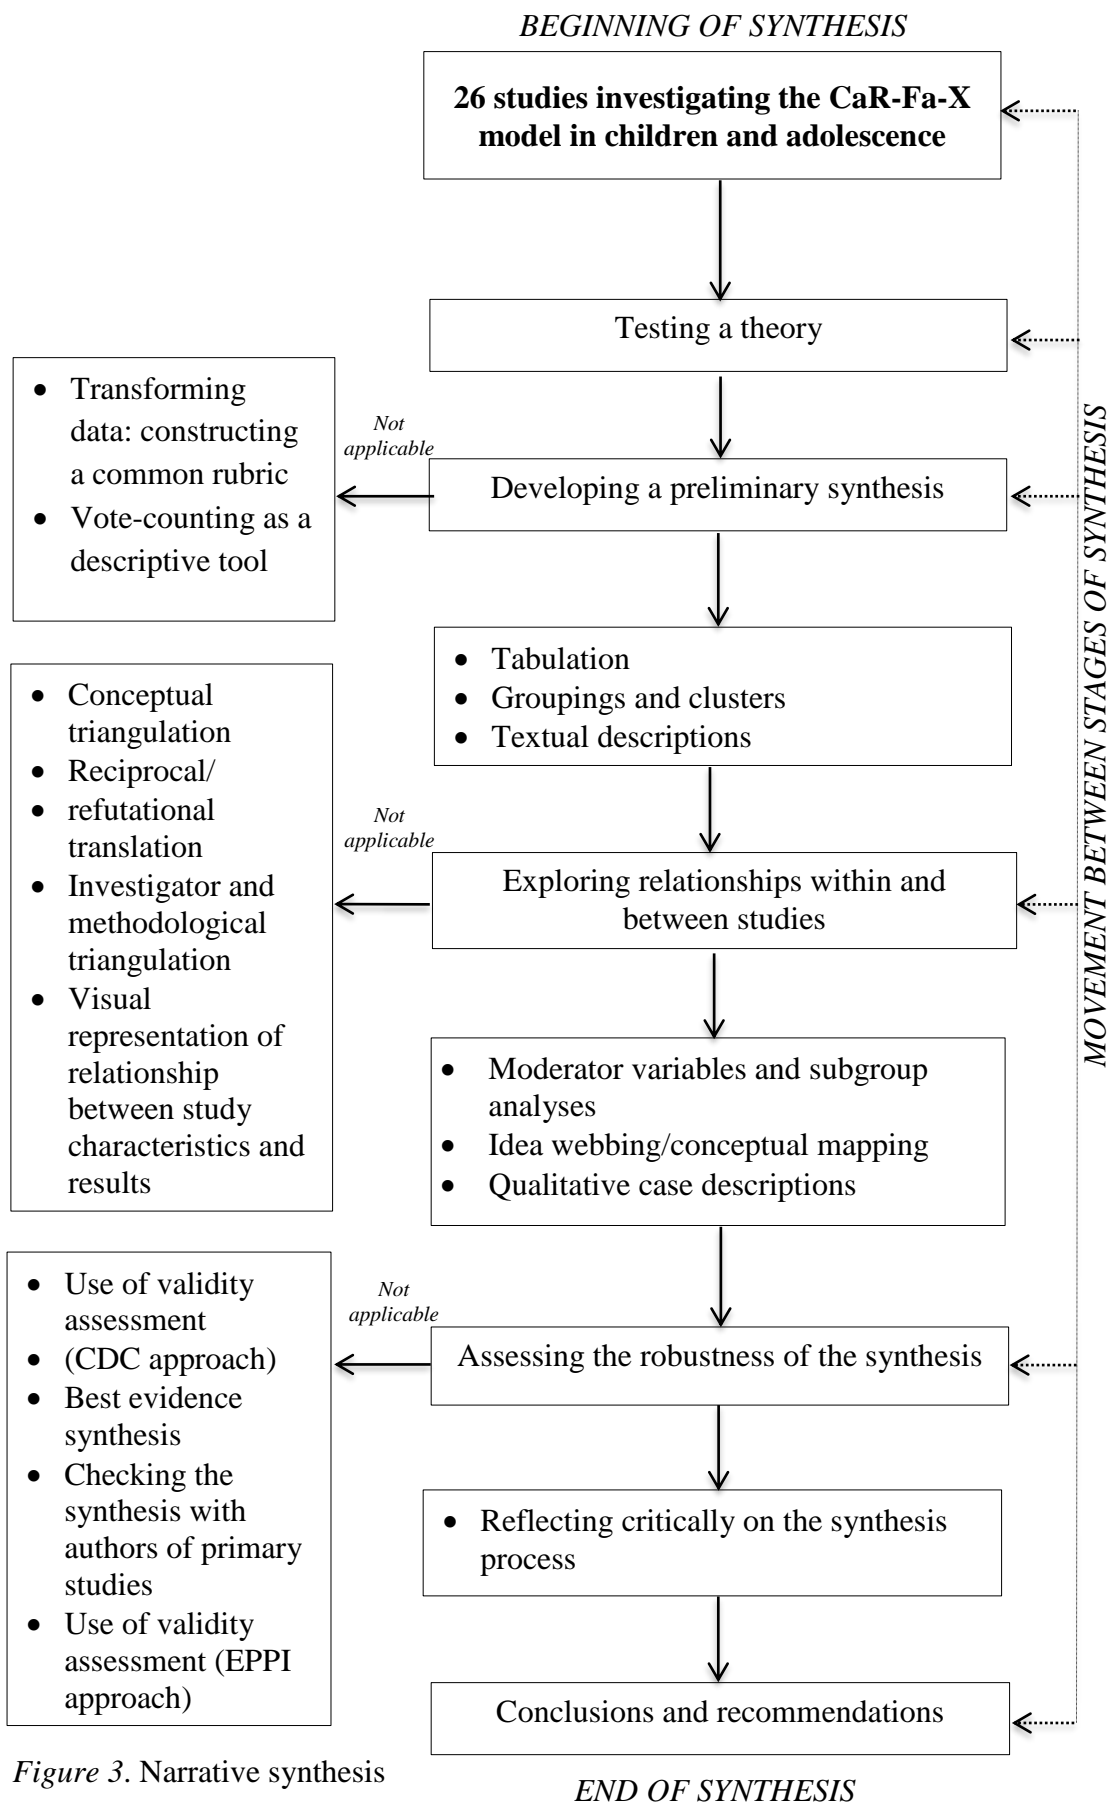 BEGINNING OF SYNTHESIS
26 studies investigating the CaR-Fa-X
model in children and adolescence
Testing a theory
• Transforming
data: constructing
a common rubric
• Vote-counting as a
descriptive tool
Not
applicable
Developing a preliminary synthesis
• Tabulation
• Groupings and clusters
• Textual descriptions
• Conceptual
triangulation
• Reciprocal/
• refutational
translation
• Investigator and
methodological
triangulation
• Visual
representation of
relationship
between study
characteristics and
results
Not
applicable
Exploring relationships within and
between studies
• Moderator variables and subgroup
analyses
• Idea webbing/conceptual mapping
• Qualitative case descriptions
• Use of validity
assessment
• (CDC approach)
• Best evidence
synthesis
• Checking the
synthesis with
authors of primary
studies
• Use of validity
assessment (EPPI
approach)
Not
applicable
Assessing the robustness of the synthesis
• Reflecting critically on the synthesis
process
Conclusions and recommendations
MOVEMENT BETWEEN STAGES OF SYNTHESIS
Figure 3. Narrative synthesis
END OF SYNTHESIS